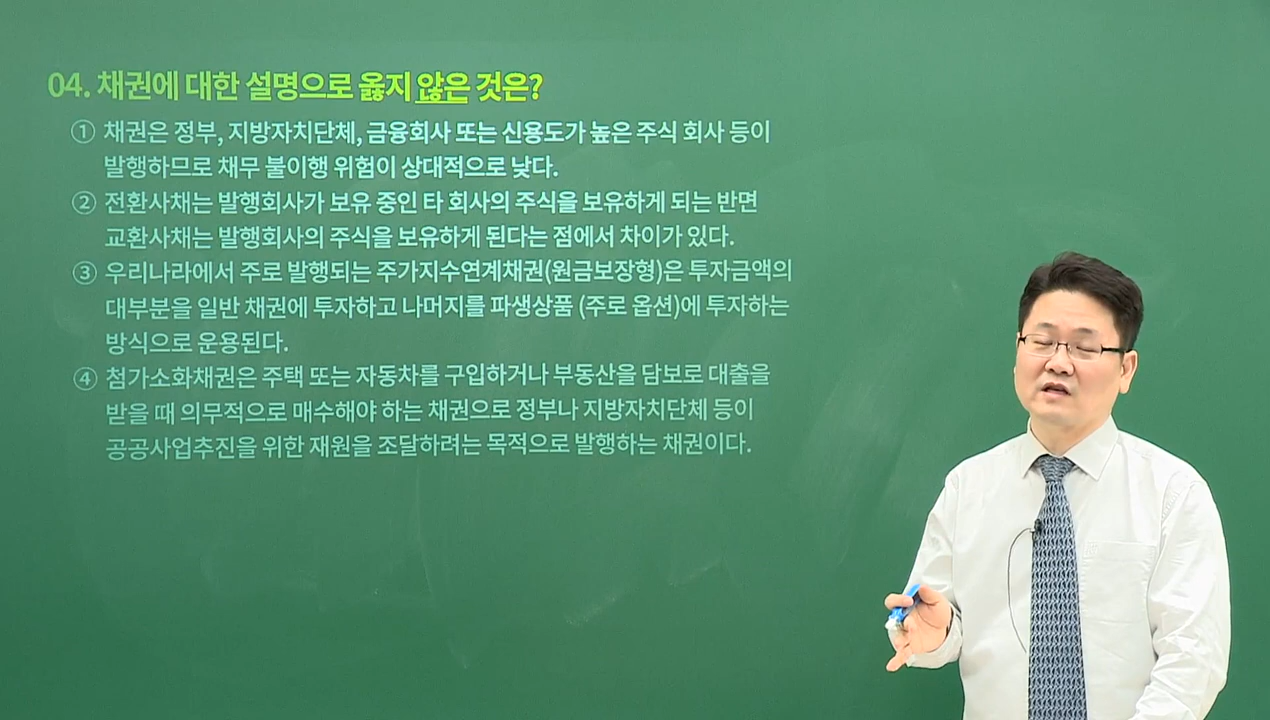 04. 채권에 대한 설명으로 옳지 않은 것은?
① 채권은 정부, 지방자치단체, 금융회사 또는 신용도가 높은 주식 회사 등이
발행하므로 채무 불이행 위험이 상대적으로 낮다.
② 전환사채는 발행회사가 보유 중인 타 회사의 주식을 보유하게 되는 반면
교환사채는 발행회사의 주식을 보유하게 된다는 점에서 차이가 있다.
③ 우리나라에서 주로 발행되는 주가지수연계채권(원금보장형)은 투자금액의
대부분을 일반 채권에 투자하고 나머지를 파생상품 (주로 옵션)에 투자하는
방식으로 운용된다.
④ 첨가소화채권은 주택 또는 자동차를 구입하거나 부동산을 담보로 대출을
받을 때 의무적으로 매수해야 하는 채권으로 정부나 지방자치단체 등이
공공사업추진을 위한 재원을 조달하려는 목적으로 발행하는 채권이다.